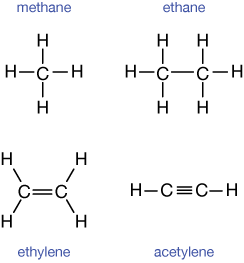 methane
ethane
H
H—C—H
H
H H
H—C—C—H
H H
H H
C=C
H H
H—C≡C—H
ethylene
acetylene